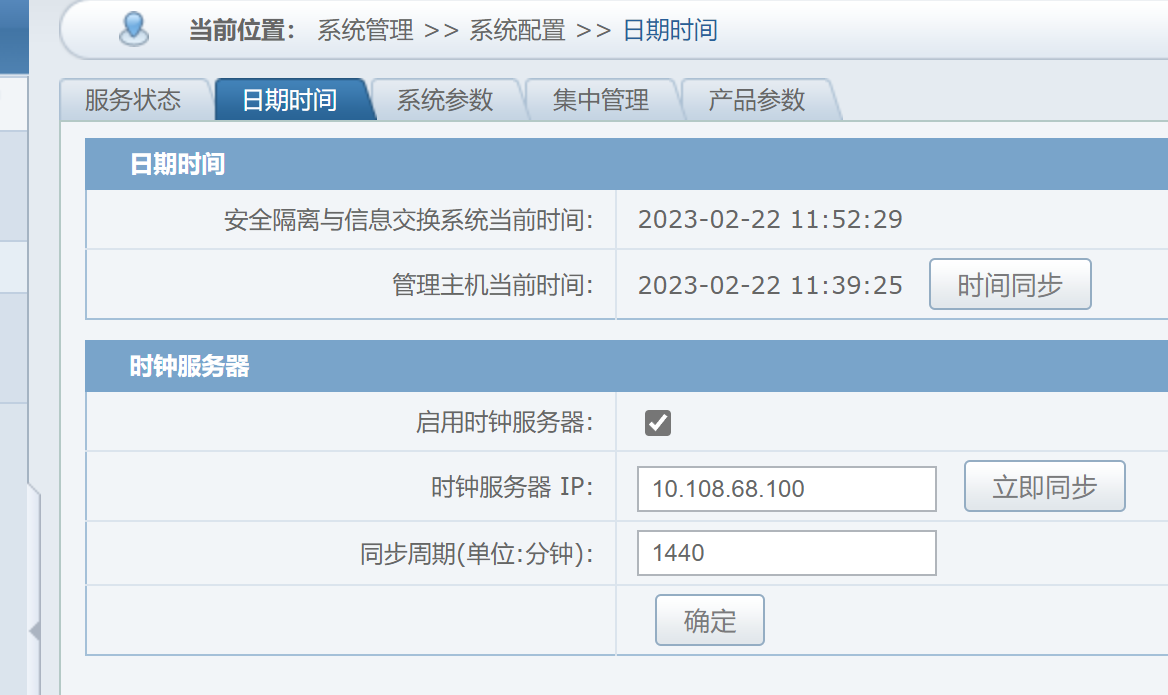 当前位置： 系统管理 >> 系统配置 >> 日期时间
服务状态 日期时间 系统参数 集中管理 产品参数
日期时间
安全隔离与信息交换系统当前时间: 2023-02-22 11:52:29
管理主机当前时间: 2023-02-22 11:39:25 时间同步
时钟服务器
启用时钟服务器:
时钟服务器 IP: 10.108.68.100 立即同步
同步周期(单位:分钟): 1440
确定